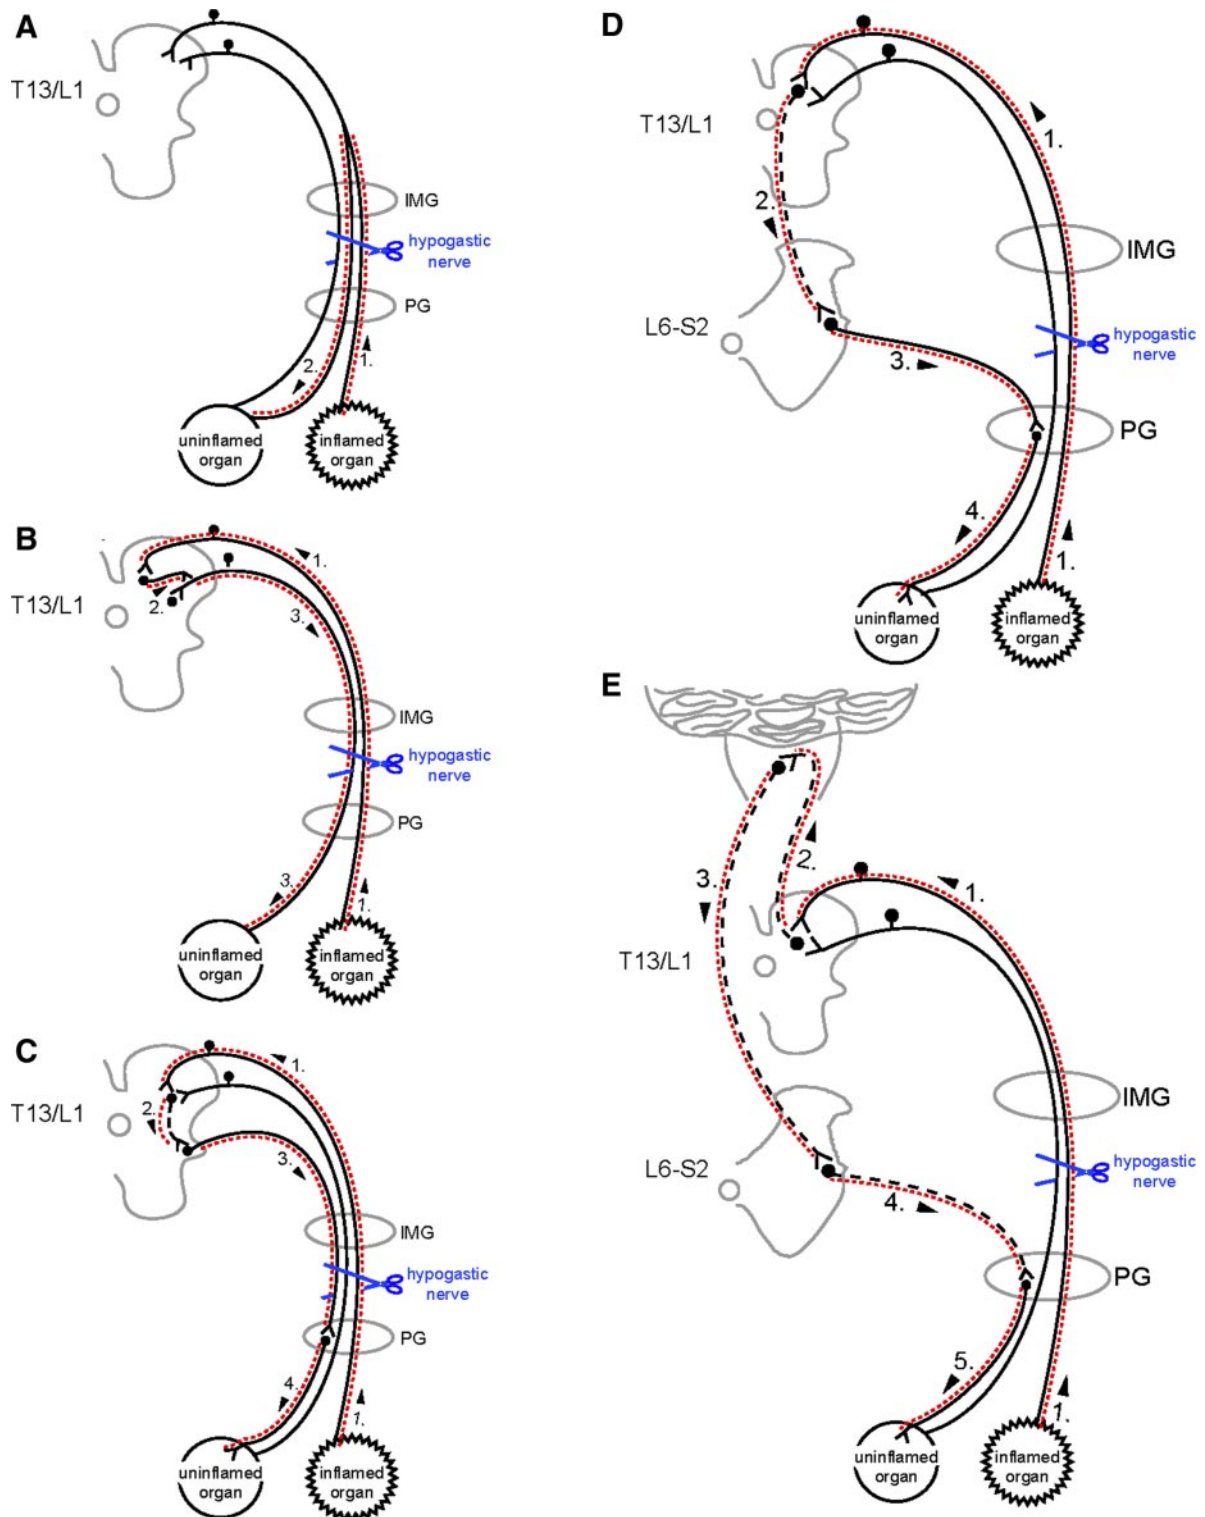 A
T13/L1
IMG
hypogastic
nerve
PG
2.
1.
uninflamed
organ
inflamed
organ
B
1.
T13/L1
2.
3.
IMG
hypogastic
nerve
PG
3.
1.
uninflamed
organ
inflamed
organ
C
1.
T13/L1
2.
3.
IMG
hypogastic
nerve
PG
4.
1.
uninflamed
organ
inflamed
organ
D
T13/L1
1.
2.
IMG
L6-S2
hypogastic
nerve
3.
PG
4.
1.
uninflamed
organ
inflamed
organ
E
2.
3.
1.
T13/L1
IMG
L6-S2
hypogastic
nerve
4.
PG
5.
1.
uninflamed
organ
inflamed
organ